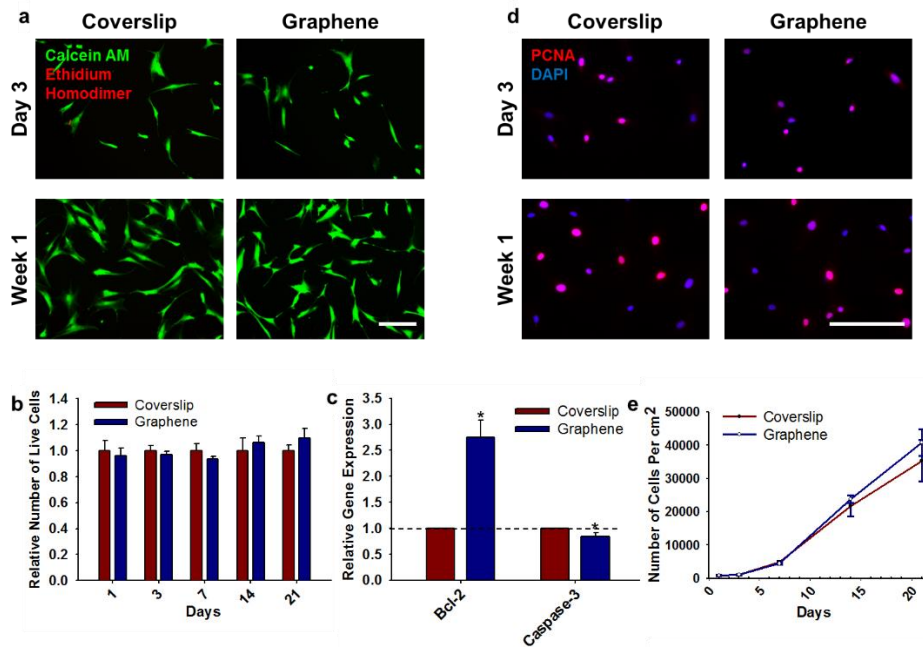 a
Coverslip
Graphene
Day 3
Calcein AM
Ethidium
Homodimer
Week 1
d
Coverslip
Graphene
Day 3
PCNA
DAPI
Week 1
b
Relative Number of Live Cells
1.4
1.2
1.0
0.8
0.6
0.4
0.2
0.0
Coverslip
Graphene
1 3 7 14 21
Days
c
Relative Gene Expression
3.5
3.0
2.5
2.0
1.5
1.0
0.5
0.0
Coverslip
Graphene
*
*
Bcl-2
Caspase-3
e
Number of Cells Per cm²
50000
40000
30000
20000
10000
0
Coverslip
Graphene
0 5 10 15 20
Days